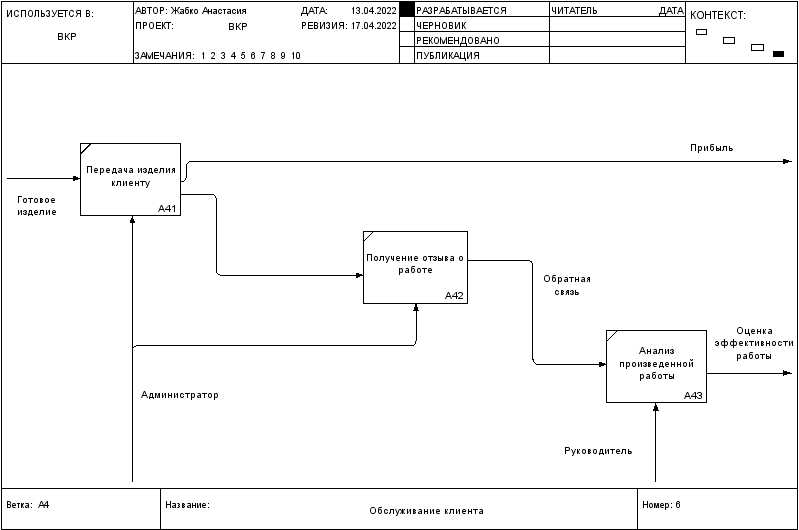 ИСПОЛЬЗУЕТСЯ В:
ВКР
АВТОР: Жабко Анастасия
ДАТА: 13.04.2022
ПРОЕКТ: ВКР
РЕВИЗИЯ: 17.04.2022
ЗАМЕЧАНИЯ: 1 2 3 4 5 6 7 8 9 10
РАЗРАБАТЫВАЕТСЯ
ЧЕРНОВИК
РЕКОМЕНДОВАНО
ПУБЛИКАЦИЯ
ЧИТАТЕЛЬ ДАТА
КОНТЕКСТ:
Прибыль
Передача изделия
клиенту
A41
Готовое
изделие
Получение отзыва о
работе
A42
Обратная
связь
Оценка
эффективности
работы
Анализ
произведенной
работы
A43
Администратор
Руководитель
Ветка: A4
Название:
Обслуживание клиента
Номер: 6